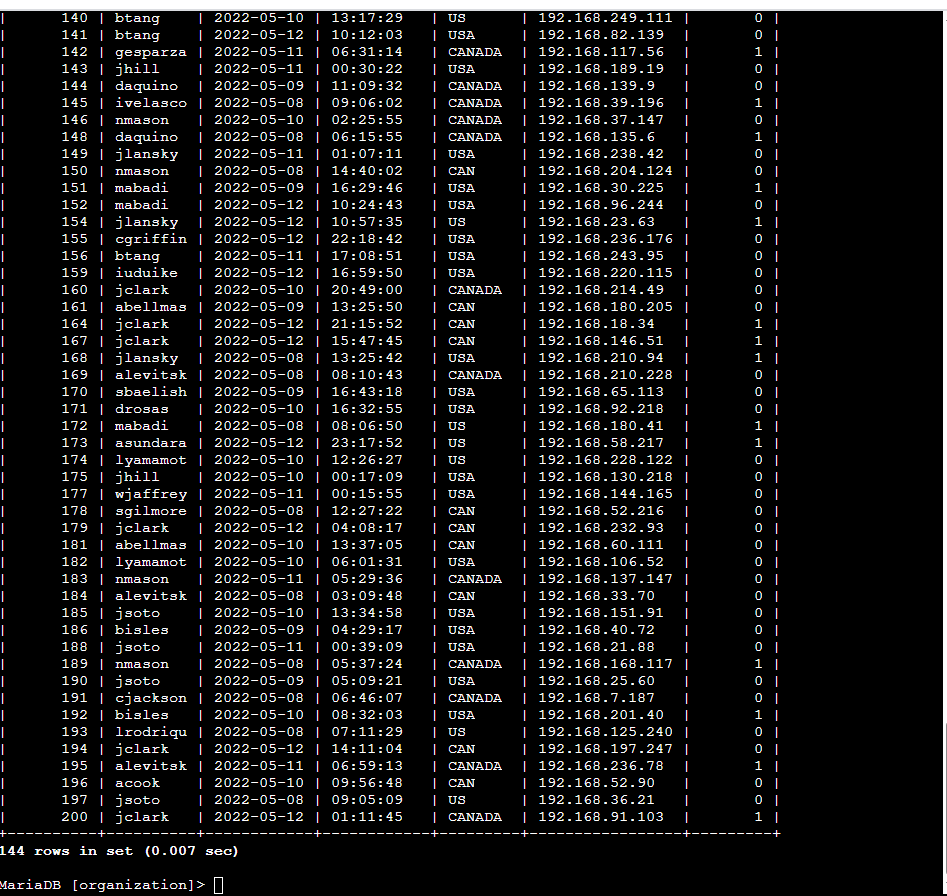 |      140 | btang    | 2022-05-10 | 13:17:29   | US      | 192.168.249.111 |       0 |
|      141 | btang    | 2022-05-12 | 10:12:03   | USA     | 192.168.82.139  |       0 |
|      142 | gesparza | 2022-05-11 | 06:31:14   | CANADA  | 192.168.117.56  |       1 |
|      143 | jhill    | 2022-05-11 | 00:30:22   | USA     | 192.168.189.19  |       0 |
|      144 | daquino  | 2022-05-09 | 11:09:32   | CANADA  | 192.168.139.9   |       0 |
|      145 | ivelasco | 2022-05-08 | 09:06:02   | CANADA  | 192.168.39.196  |       1 |
|      146 | nmason   | 2022-05-10 | 02:25:55   | CANADA  | 192.168.37.147  |       0 |
|      148 | daquino  | 2022-05-08 | 06:15:55   | CANADA  | 192.168.135.6   |       1 |
|      149 | jlansky  | 2022-05-11 | 01:07:11   | USA     | 192.168.238.42  |       0 |
|      150 | nmason   | 2022-05-08 | 14:40:02   | CAN     | 192.168.204.124 |       0 |
|      151 | mabadi   | 2022-05-09 | 16:29:46   | USA     | 192.168.30.225  |       1 |
|      152 | mabadi   | 2022-05-12 | 10:24:43   | USA     | 192.168.96.244  |       0 |
|      154 | jlansky  | 2022-05-12 | 10:57:35   | US      | 192.168.23.63   |       1 |
|      155 | cgriffin | 2022-05-12 | 22:18:42   | USA     | 192.168.236.176 |       0 |
|      156 | btang    | 2022-05-11 | 17:08:51   | USA     | 192.168.243.95  |       0 |
|      159 | iuduike  | 2022-05-12 | 16:59:50   | USA     | 192.168.220.115 |       0 |
|      160 | jclark   | 2022-05-10 | 20:49:00   | CANADA  | 192.168.214.49  |       0 |
|      161 | abellmas | 2022-05-09 | 13:25:50   | CAN     | 192.168.180.205 |       0 |
|      164 | jclark   | 2022-05-12 | 21:15:52   | CAN     | 192.168.18.34   |       1 |
|      167 | jclark   | 2022-05-12 | 15:47:45   | CAN     | 192.168.146.51  |       1 |
|      168 | jlansky  | 2022-05-08 | 13:25:42   | USA     | 192.168.210.94  |       1 |
|      169 | alevitsk | 2022-05-08 | 08:10:43   | CANADA  | 192.168.210.228 |       0 |
|      170 | sbaelish | 2022-05-09 | 16:43:18   | USA     | 192.168.65.113  |       0 |
|      171 | drosas   | 2022-05-10 | 16:32:55   | USA     | 192.168.92.218  |       0 |
|      172 | mabadi   | 2022-05-08 | 08:06:50   | US      | 192.168.180.41  |       1 |
|      173 | asundara | 2022-05-12 | 23:17:52   | US      | 192.168.58.217  |       1 |
|      174 | lyamamot | 2022-05-10 | 12:26:27   | US      | 192.168.228.122 |       0 |
|      175 | jhill    | 2022-05-10 | 00:17:09   | USA     | 192.168.130.218 |       0 |
|      177 | wjaffrey | 2022-05-11 | 00:15:55   | USA     | 192.168.144.165 |       0 |
|      178 | sgilmore | 2022-05-08 | 12:27:22   | CAN     | 192.168.52.216  |       0 |
|      179 | jclark   | 2022-05-12 | 04:08:17   | CAN     | 192.168.232.93  |       0 |
|      181 | abellmas | 2022-05-10 | 13:37:05   | CAN     | 192.168.60.111  |       0 |
|      182 | lyamamot | 2022-05-10 | 06:01:31   | USA     | 192.168.106.52  |       0 |
|      183 | nmason   | 2022-05-11 | 05:29:36   | CANADA  | 192.168.137.147 |       0 |
|      184 | alevitsk | 2022-05-08 | 03:09:48   | CAN     | 192.168.33.70   |       0 |
|      185 | jsoto    | 2022-05-10 | 13:34:58   | USA     | 192.168.151.91  |       0 |
|      186 | bisles   | 2022-05-09 | 04:29:17   | USA     | 192.168.40.72   |       0 |
|      188 | jsoto    | 2022-05-11 | 00:39:09   | USA     | 192.168.21.88   |       0 |
|      189 | nmason   | 2022-05-08 | 05:37:24   | CANADA  | 192.168.168.117 |       1 |
|      190 | jsoto    | 2022-05-09 | 05:09:21   | USA     | 192.168.25.60   |       0 |
|      191 | cjackson | 2022-05-08 | 06:46:07   | CANADA  | 192.168.7.187   |       0 |
|      192 | bisles   | 2022-05-10 | 08:32:03   | USA     | 192.168.201.40  |       1 |
|      193 | lrodriqu | 2022-05-08 | 07:11:29   | US      | 192.168.125.240 |       0 |
|      194 | jclark   | 2022-05-12 | 14:11:04   | CAN     | 192.168.197.247 |       0 |
|      195 | alevitsk | 2022-05-11 | 06:59:13   | CANADA  | 192.168.236.78  |       1 |
|      196 | acook    | 2022-05-10 | 09:56:48   | CAN     | 192.168.52.90   |       0 |
|      197 | jsoto    | 2022-05-08 | 09:05:09   | US      | 192.168.36.21   |       0 |
|      200 | jclark   | 2022-05-12 | 01:11:45   | CANADA  | 192.168.91.103  |       1 |
+----------+----------+------------+------------+---------+-----------------+---------+
144 rows in set (0.007 sec)
MariaDB [organization]>